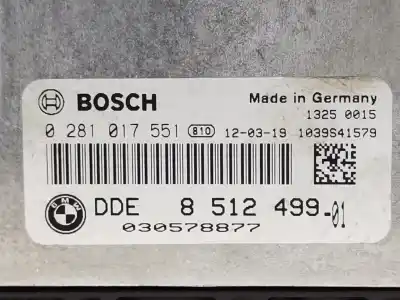 BOSCH
Made in Germany
1325 0015
0 281 017 551 810 12-03-19 1039S41579
BMW
DDE 8 512 499-01
030578877